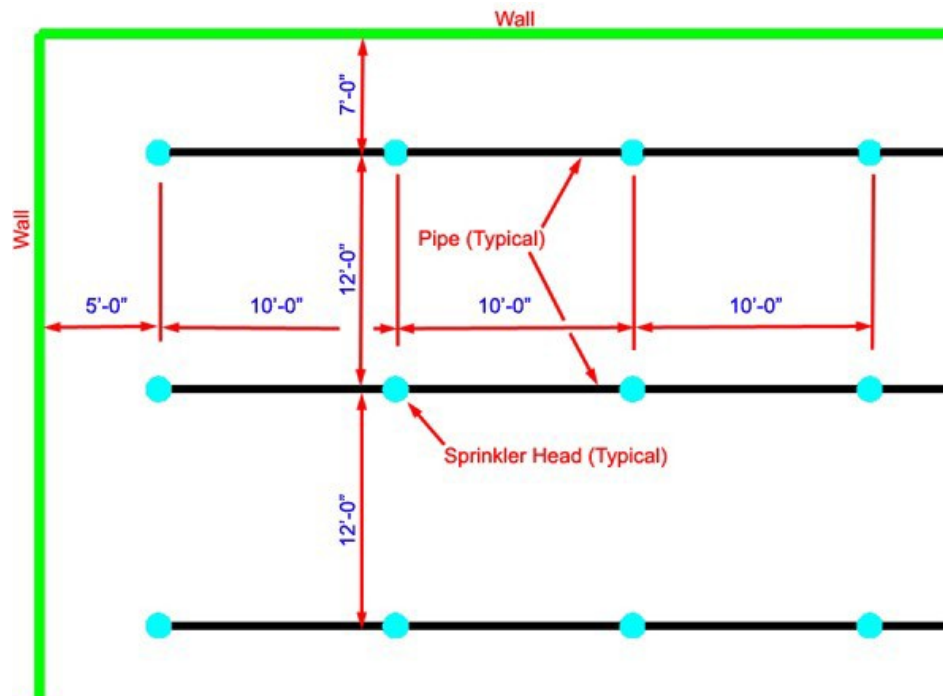 Wall
7'-0"
Wall
Pipe (Typical)
12'-0"
5'-0"
10'-0"
10'-0"
10'-0"
Sprinkler Head (Typical)
12'-0"